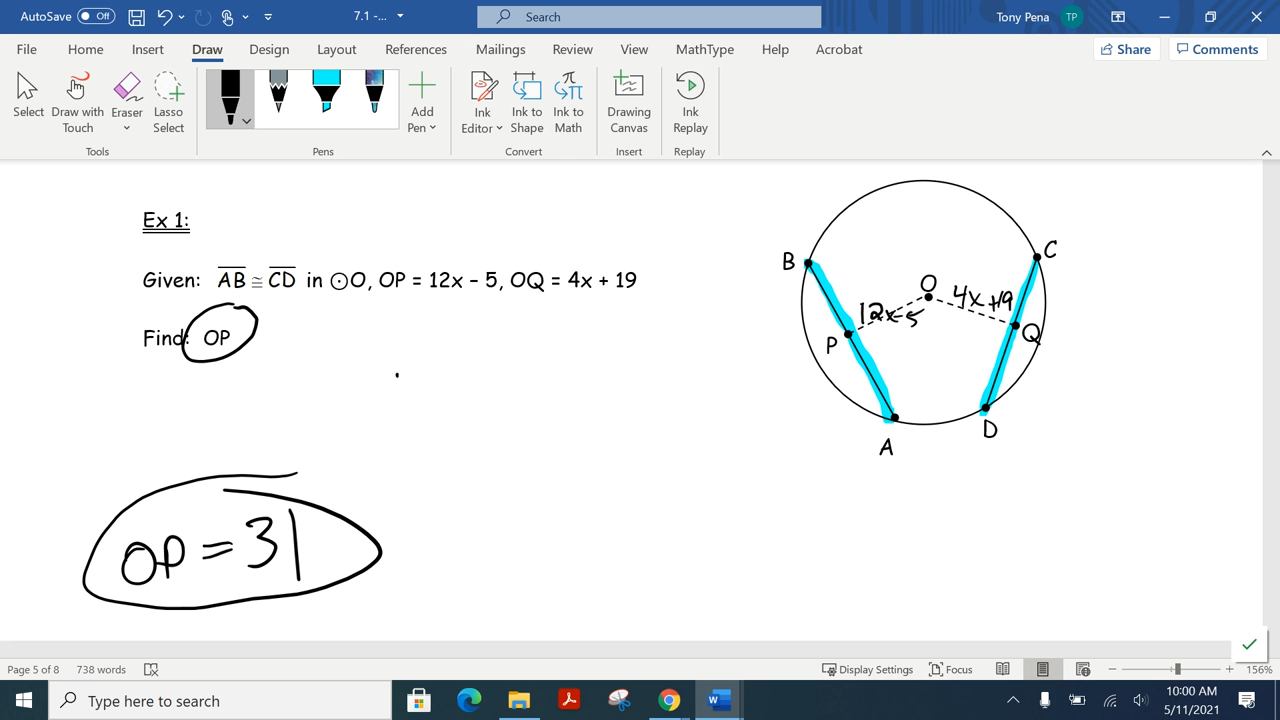 AutoSave Off 7.1 -... Search Tony Pena TP
File Home Insert Draw Design Layout References Mailings Review View MathType Help Acrobat Share Comments
Select Draw with Touch Eraser Lasso Select Add Pen Ink Editor Ink to Shape Ink to Math Drawing Canvas Ink Replay
Tools Pens Convert Insert Replay
Ex 1:
Given: AB ≅ CD in ⊙O, OP = 12x – 5, OQ = 4x + 19
Find: OP
B
C
O
12x-5
4x+19
P
Q
A
D
OP = 31
Page 5 of 8 738 words Display Settings Focus 156%
Type here to search 10:00 AM
5/11/2021